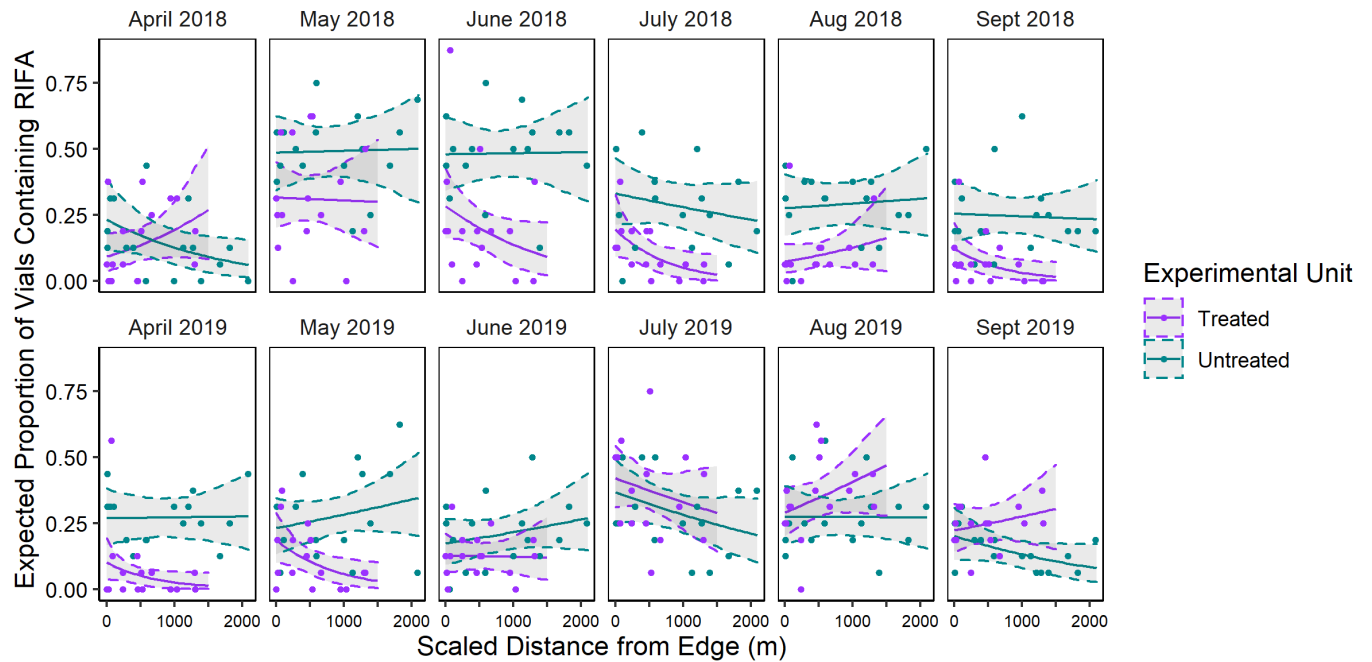 April 2018 May 2018 June 2018 July 2018 Aug 2018 Sept 2018
0.75
0.50
0.25
0.00
April 2019 May 2019 June 2019 July 2019 Aug 2019 Sept 2019
0.75
0.50
0.25
0.00
0 1000 2000 0 1000 2000 0 1000 2000 0 1000 2000 0 1000 2000 0 1000 2000
Scaled Distance from Edge (m)
Expected Proportion of Vials Containing RIFA
Experimental Unit
Treated
Untreated